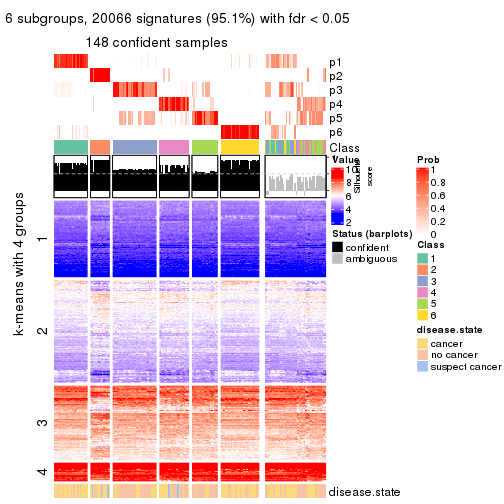 6 subgroups, 20066 signatures (95.1%) with fdr < 0.05
148 confident samples
p1
p2
p3
p4
p5
p6
Class
Silhouette
score
k-means with 4 groups
1
2
3
4
disease.state
Value
10
8
6
4
2
Status (barplots)
confident
ambiguous
Prob
1
0.8
0.6
0.4
0.2
0
Class
1
2
3
4
5
6
disease.state
cancer
no cancer
suspect cancer